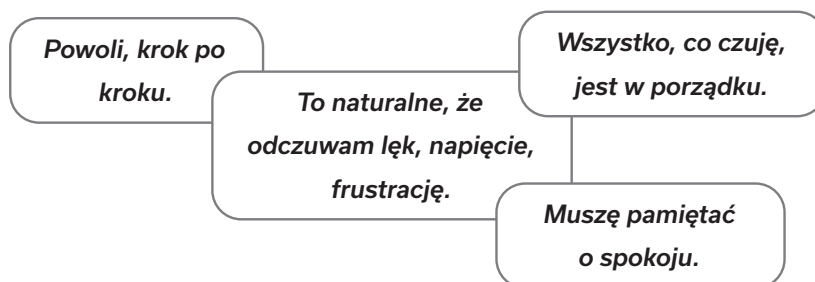 Powoli, krok po
kroku.
To naturalne, że
odczuwam lęk, napięcie,
frustrację.
Wszystko, co czuję,
jest w porządku.
Muszę pamiętać
o spokoju.